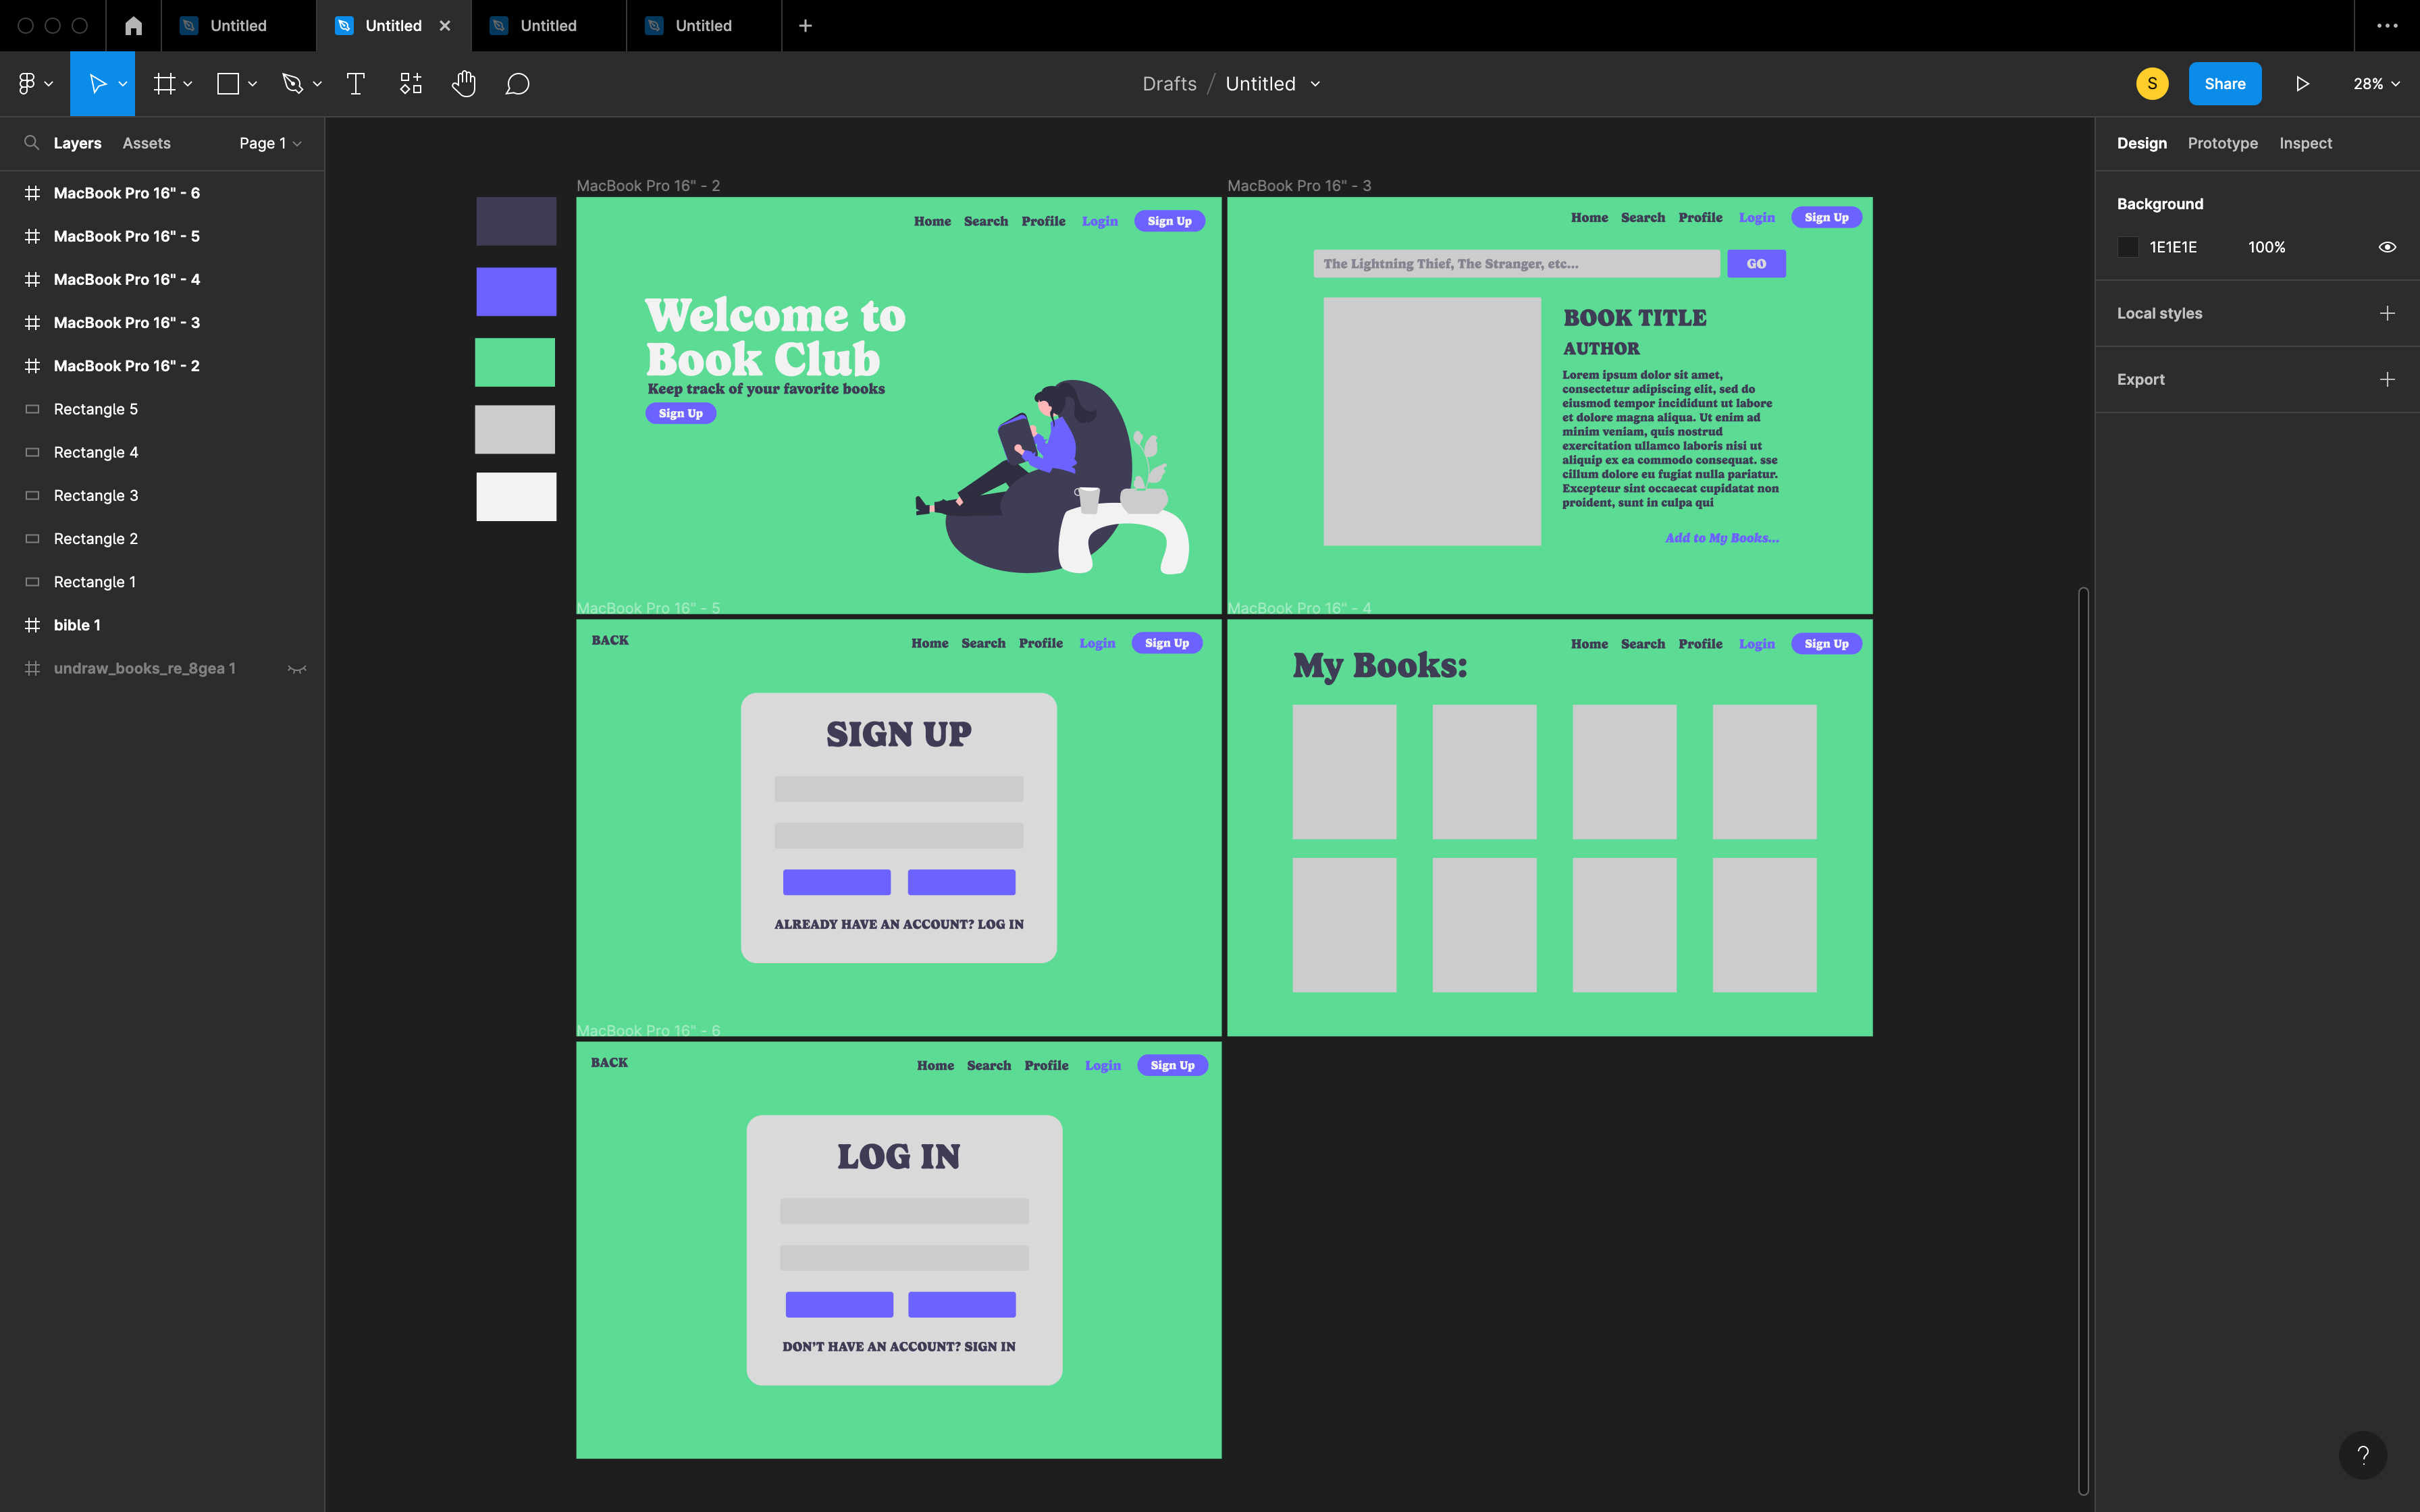 Untitled
Untitled
Untitled
Untitled
Drafts / Untitled
S
Share
28%
Layers
Assets
Page 1
MacBook Pro 16" - 6
MacBook Pro 16" - 5
MacBook Pro 16" - 4
MacBook Pro 16" - 3
MacBook Pro 16" - 2
Rectangle 5
Rectangle 4
Rectangle 3
Rectangle 2
Rectangle 1
bible 1
undraw_books_re_8gea 1
MacBook Pro 16" - 2
Home Search Profile Login Sign Up
Welcome to
Book Club
Keep track of your favorite books
Sign Up
MacBook Pro 16" - 3
Home Search Profile Login Sign Up
The Lightning Thief, The Stranger, etc...
GO
BOOK TITLE
AUTHOR
Lorem ipsum dolor sit amet,
consectetur adipiscing elit, sed do
eiusmod tempor incididunt ut labore
et dolore magna aliqua. Ut enim ad
minim veniam, quis nostrud
exercitation ullamco laboris nisi ut
aliquip ex ea commodo consequat. sse
cillum dolore eu fugiat nulla pariatur.
Excepteur sint occaecat cupidatat non
proident, sunt in culpa qui
Add to My Books...
MacBook Pro 16" - 5
BACK
Home Search Profile Login Sign Up
SIGN UP
ALREADY HAVE AN ACCOUNT? LOG IN
MacBook Pro 16" - 4
Home Search Profile Login Sign Up
My Books:
MacBook Pro 16" - 6
BACK
Home Search Profile Login Sign Up
LOG IN
DON'T HAVE AN ACCOUNT? SIGN IN
Design
Prototype
Inspect
Background
1E1E1E
100%
Local styles
Export
?